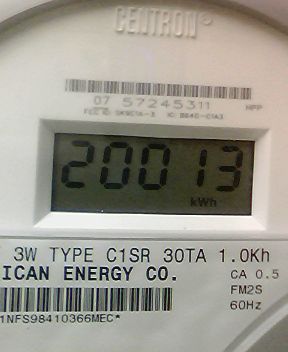 CENTRON®
07 57245311 HPP
20013
kWh
3W TYPE C1SR 30TA 1.0Kh
ICAN ENERGY CO. CA 0.5
FM2S
60Hz
1NFS98410366MEC*